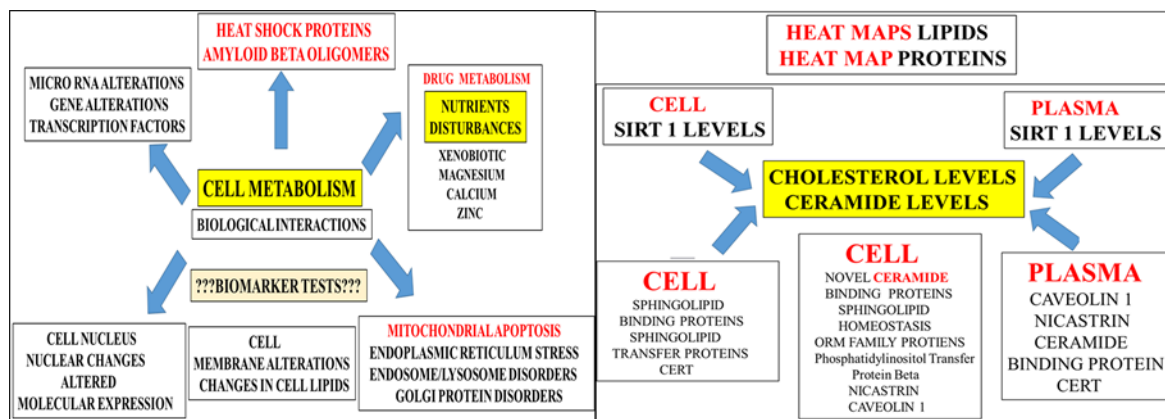 HEAT SHOCK PROTEINS
AMYLOID BETA OLIGOMERS
MICRO RNA ALTERATIONS
GENE ALTERATIONS
TRANSCRIPTION FACTORS
DRUG METABOLISM
NUTRIENTS
DISTURBANCES
XENOBIOTIC
MAGNESIUM
CALCIUM
ZINC
CELL METABOLISM
BIOLOGICAL INTERACTIONS
???BIOMARKER TESTS???
CELL NUCLEUS
NUCLEAR CHANGES
ALTERED
MOLECULAR EXPRESSION
CELL
MEMBRANE ALTERATIONS
CHANGES IN CELL LIPIDS
MITOCHONDRIAL APOPTOSIS
ENDOPLASMIC RETICULUM STRESS
ENDOSOME/LYSOSOME DISORDERS
GOLGI PROTEIN DISORDERS
HEAT MAPS LIPIDS
HEAT MAP PROTEINS
CELL
SIRT 1 LEVELS
PLASMA
SIRT 1 LEVELS
CHOLESTEROL LEVELS
CERAMIDE LEVELS
CELL
SPHINGOLIPID
BINDING PROTEINS
SPHINGOLIPID
TRANSFER PROTEINS
CERT
CELL
NOVEL CERAMIDE
BINDING PROTEINS
SPHINGOLIPID
HOMEOSTASIS
ORM FAMILY PROTIENS
Phosphatidylinositol Transfer
Protein Beta
NICASTRIN
CAVEOLIN 1
PLASMA
CAVEOLIN 1
NICASTRIN
CERAMIDE
BINDING PROTEIN
CERT